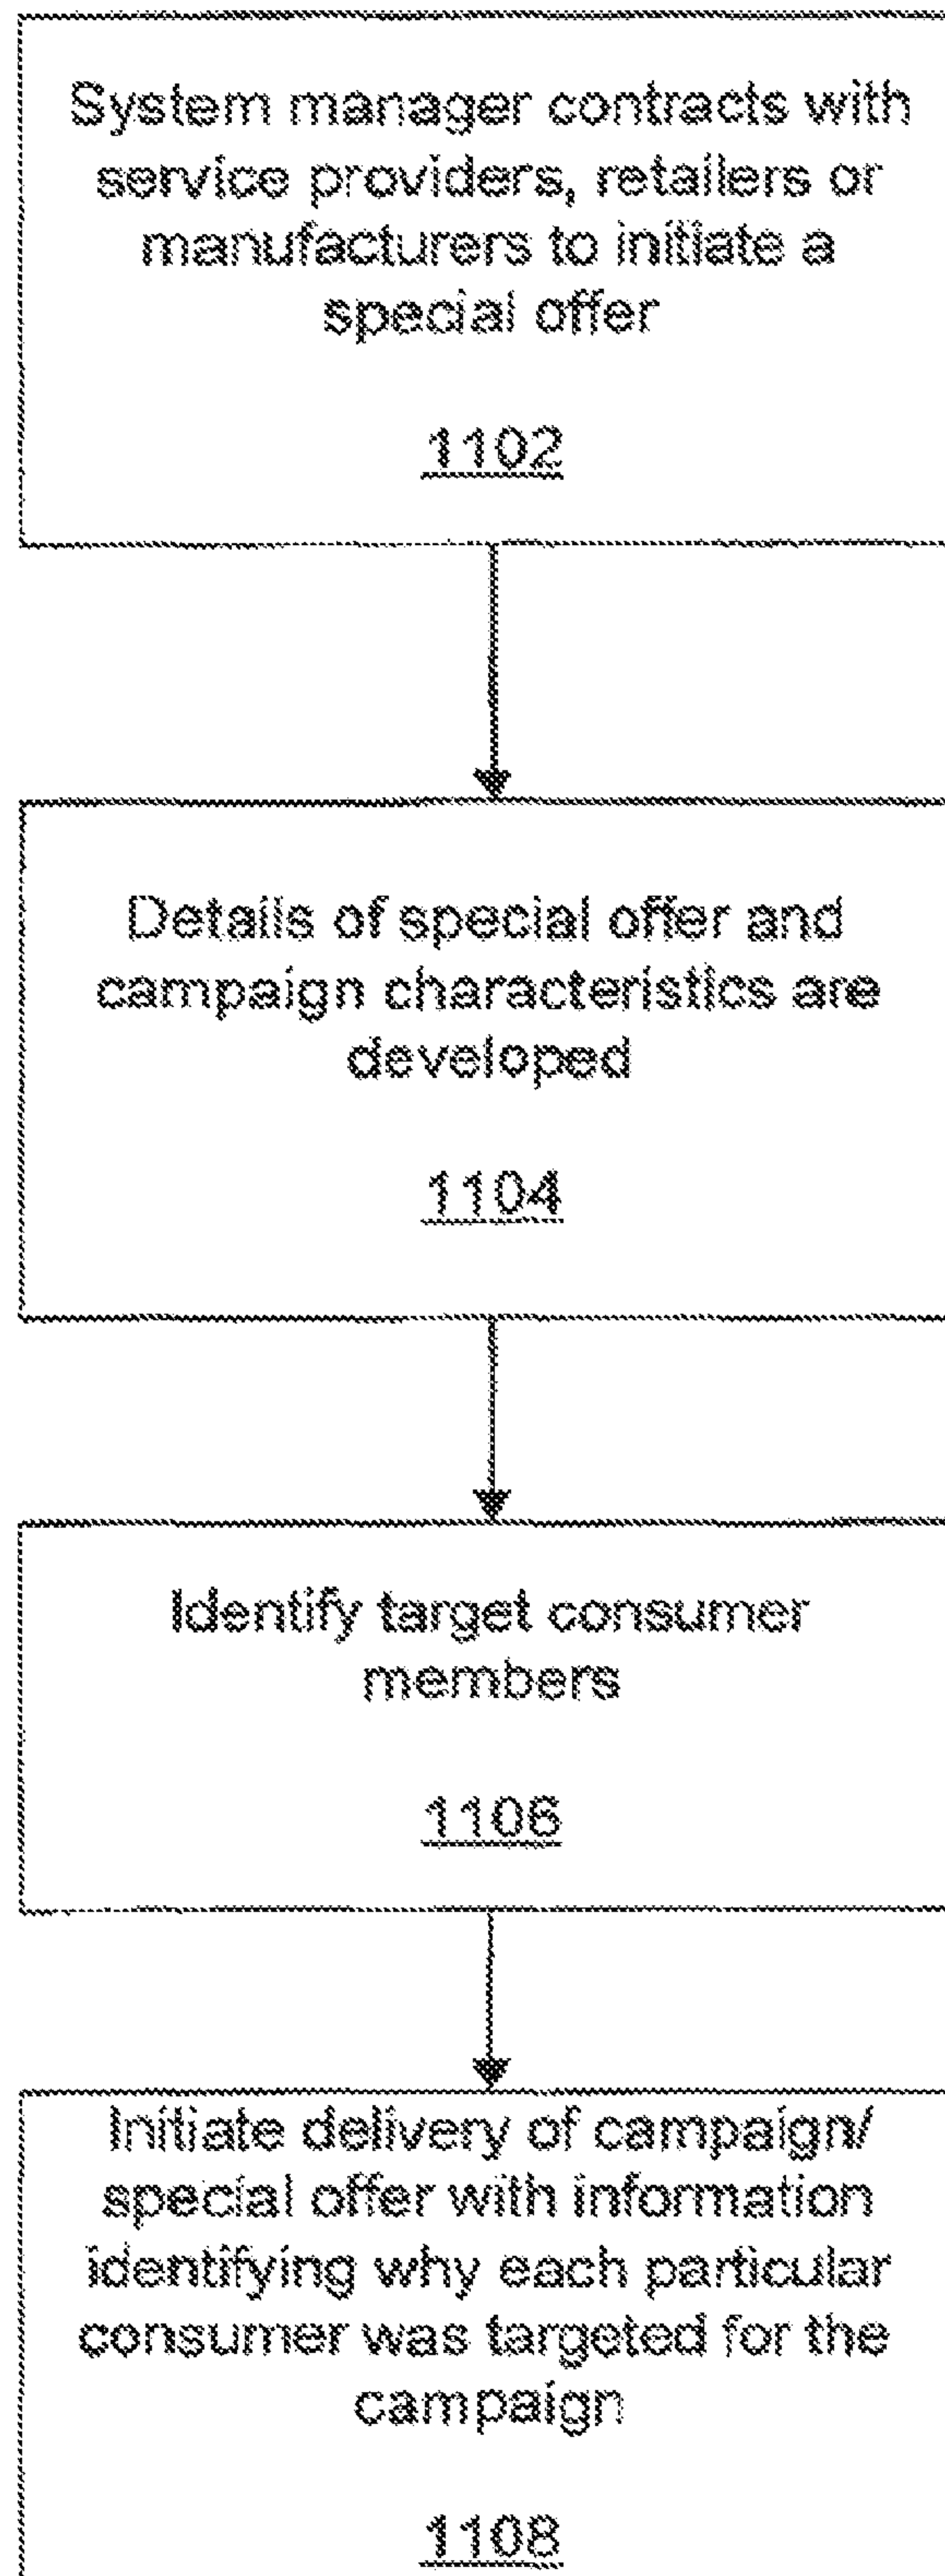 System manager contracts with
service providers, retailers or
manufacturers to initiate a
special offer
1102
Details of special offer and
campaign characteristics are
developed
1104
Identify target consumer
members
1106
Initiate delivery of campaign/
special offer with information
identifying why each particular
consumer was targeted for the
campaign
1108